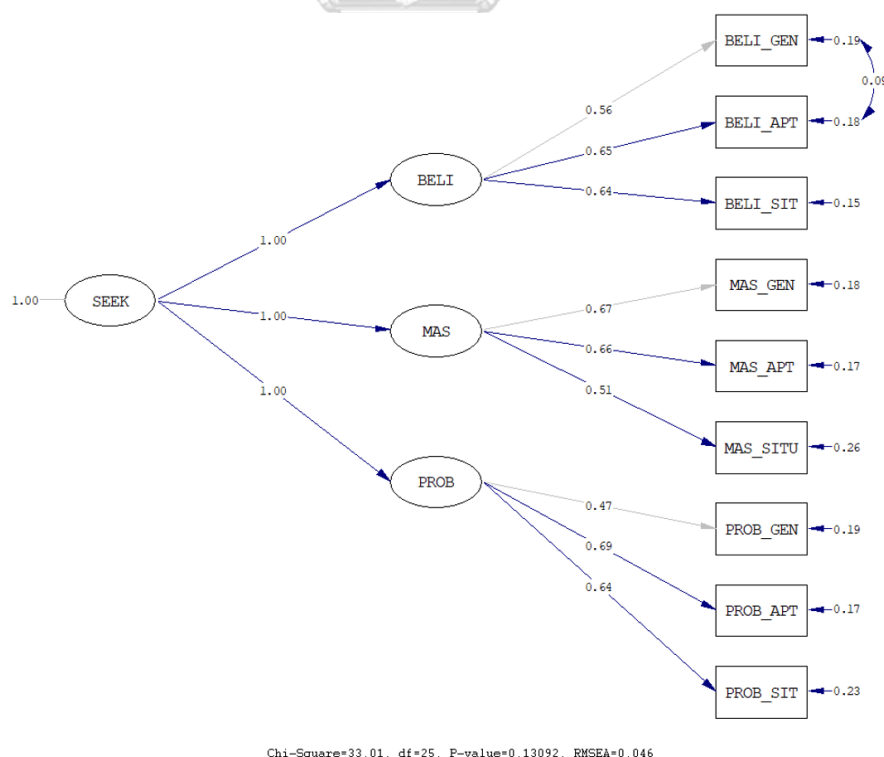 BELI_GEN
0.19
0.09
0.56
BELI_APT
0.18
0.65
BELI
0.64
BELI_SIT
0.15
1.00
MAS_GEN
0.18
1.00
SEEK
1.00
0.67
MAS
0.66
MAS_APT
0.17
1.00
0.51
MAS_SITU
0.26
PROB
0.47
PROB_GEN
0.19
0.69
0.64
PROB_APT
0.17
PROB_SIT
0.23
Chi-Square=33.01, df=25, P-value=0.13092, RMSEA=0.046